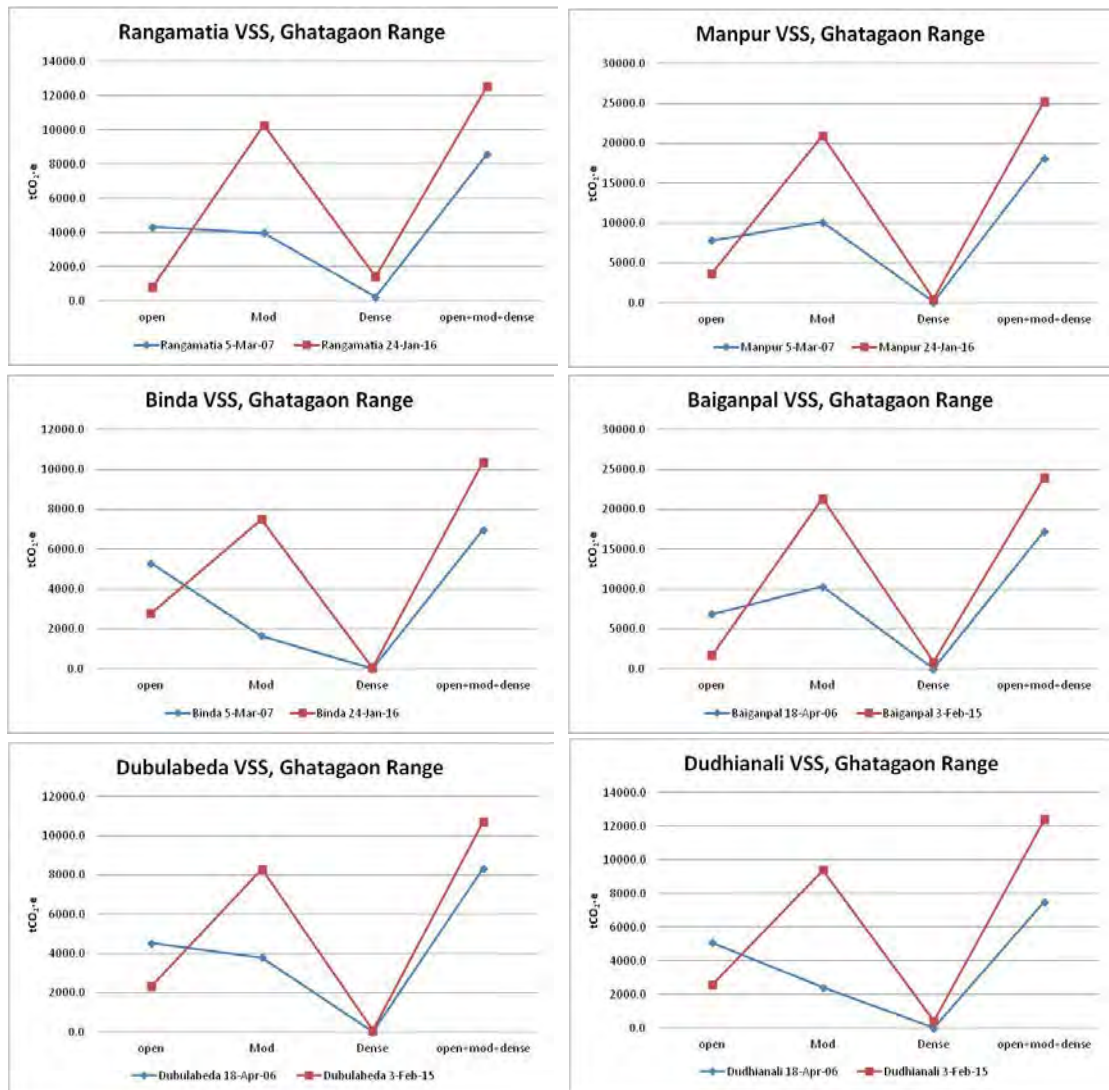 Rangamatia VSS, Ghatagaon Range
14000.0
12000.0
10000.0
8000.0
6000.0
4000.0
2000.0
0.0
tCO₂-e
open Mod Dense open+mod+dense
Rangamatia 5-Mar-07 Rangamatia 24-Jan-16
Manpur VSS, Ghatagaon Range
30000.0
25000.0
20000.0
15000.0
10000.0
5000.0
0.0
tCO₂-e
open Mod Dense open+mod+dense
Manpur 5-Mar-07 Manpur 24-Jan-16
Binda VSS, Ghatagaon Range
12000.0
10000.0
8000.0
6000.0
4000.0
2000.0
0.0
tCO₂-e
open Mod Dense open+mod+dense
Binda 5-Mar-07 Binda 24-Jan-16
Baiganpal VSS, Ghatagaon Range
30000.0
25000.0
20000.0
15000.0
10000.0
5000.0
0.0
tCO₂-e
open Mod Dense open+mod+dense
Baiganpal 18-Apr-06 Baiganpal 3-Feb-15
Dubulabeda VSS, Ghatagaon Range
12000.0
10000.0
8000.0
6000.0
4000.0
2000.0
0.0
tCO₂-e
open Mod Dense open+mod+dense
Dubulabeda 18-Apr-06 Dubulabeda 3-Feb-15
Dudhianali VSS, Ghatagaon Range
14000.0
12000.0
10000.0
8000.0
6000.0
4000.0
2000.0
0.0
tCO₂-e
open Mod Dense open+mod+dense
Dudhianali 18-Apr-06 Dudhianali 3-Feb-15